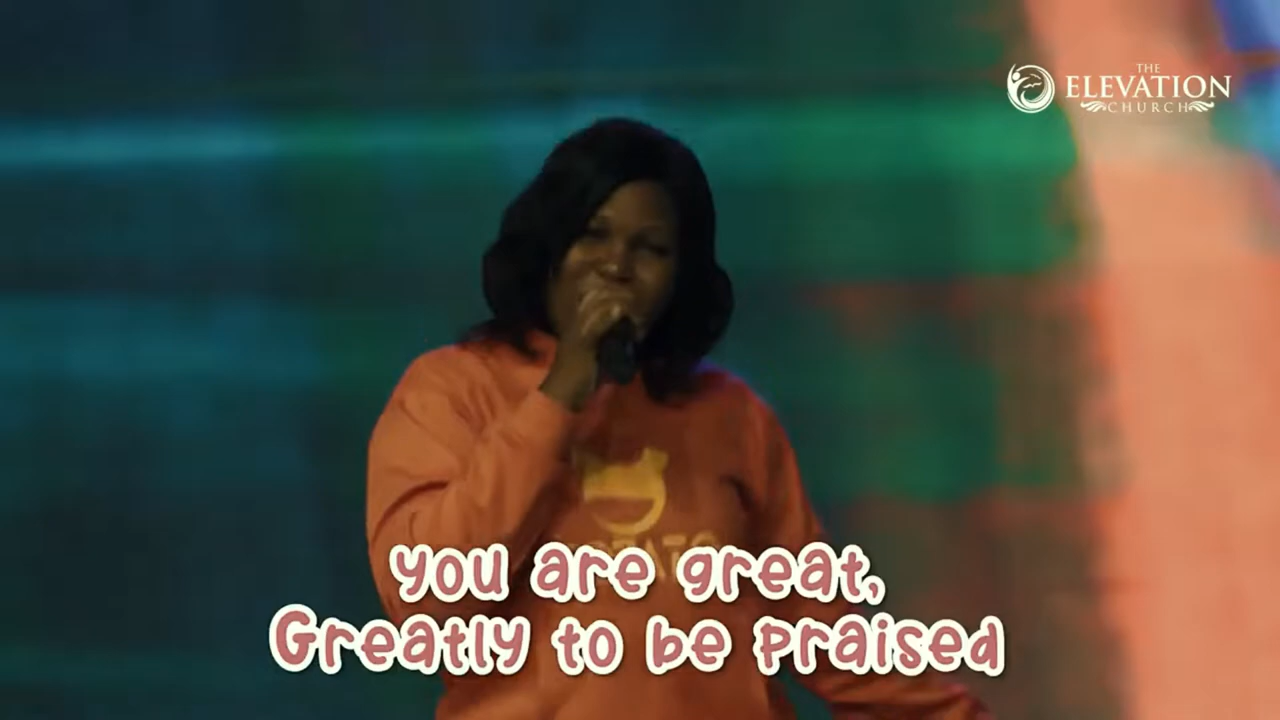 THE
ELEVATION
CHURCH
you are great,
Greatly to be praised